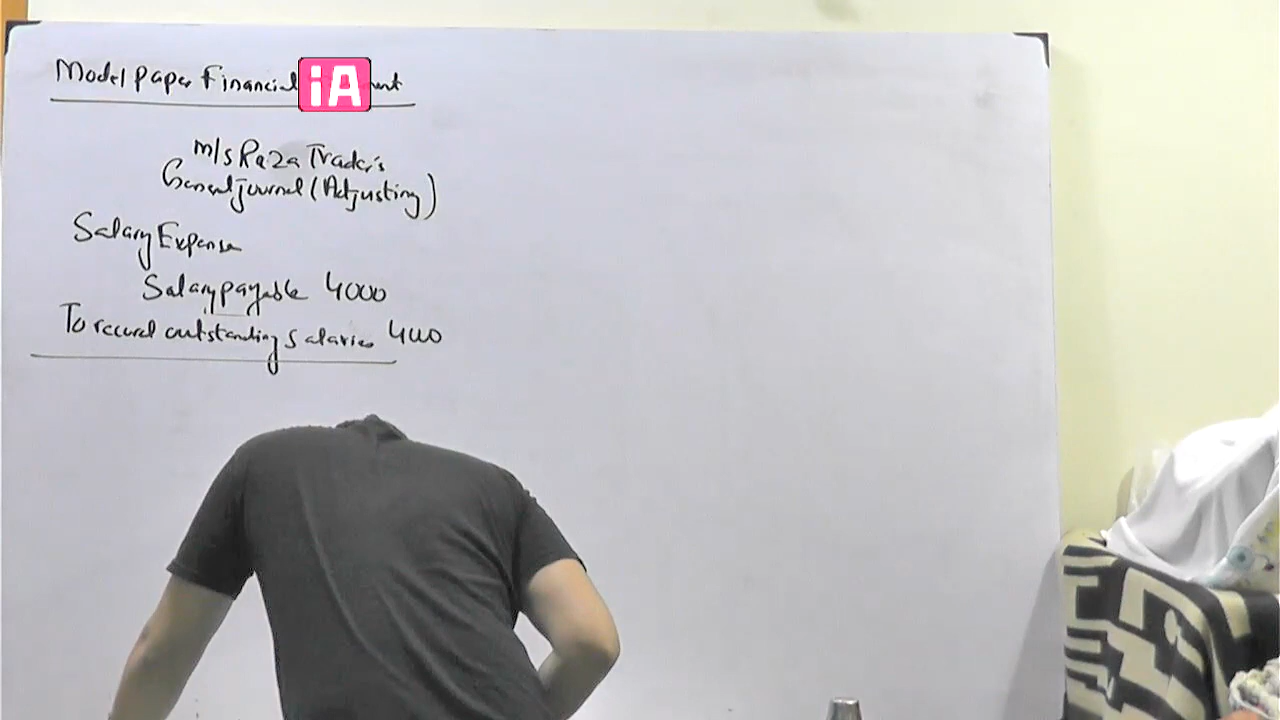 Model paper Financial
iA
m/s Raza Trader's
General Journal (Adjusting)
Salary Expense
Salary payable 4000
To record outstanding salaries 4000